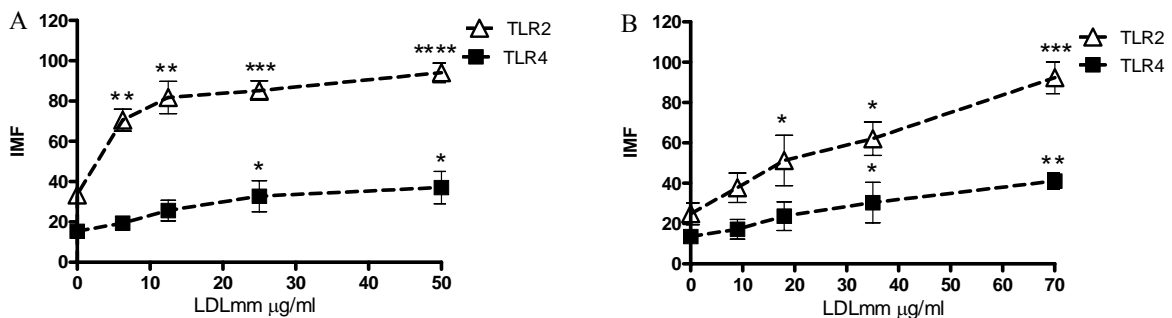 A
TLR2
TLR4
IMF
120
100
80
60
40
20
0
** ** *** ****
* *
0 10 20 30 40 50
LDLmm µg/ml
B
TLR2
TLR4
IMF
120
100
80
60
40
20
0
* * ***
* **
0 10 20 30 40 50 60 70
LDLmm µg/ml